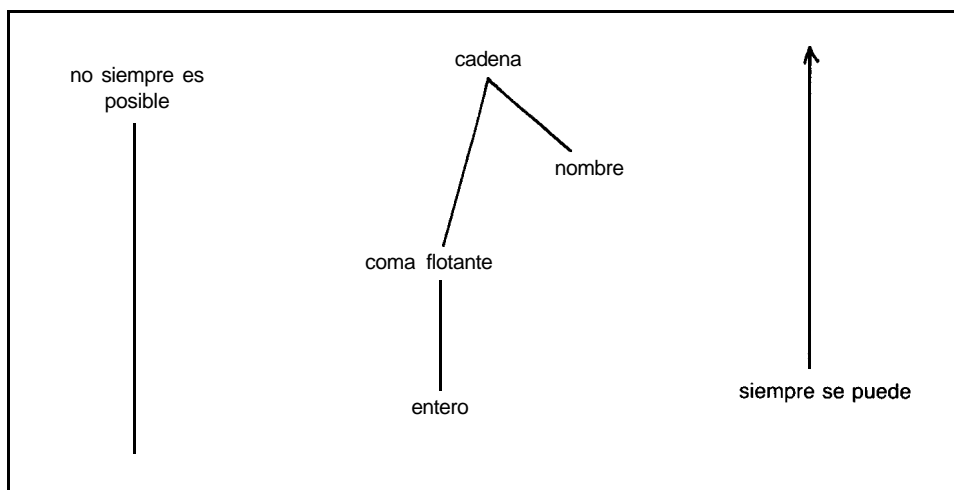 no siempre es
posible
cadena
nombre
coma flotante
entero
siempre se puede